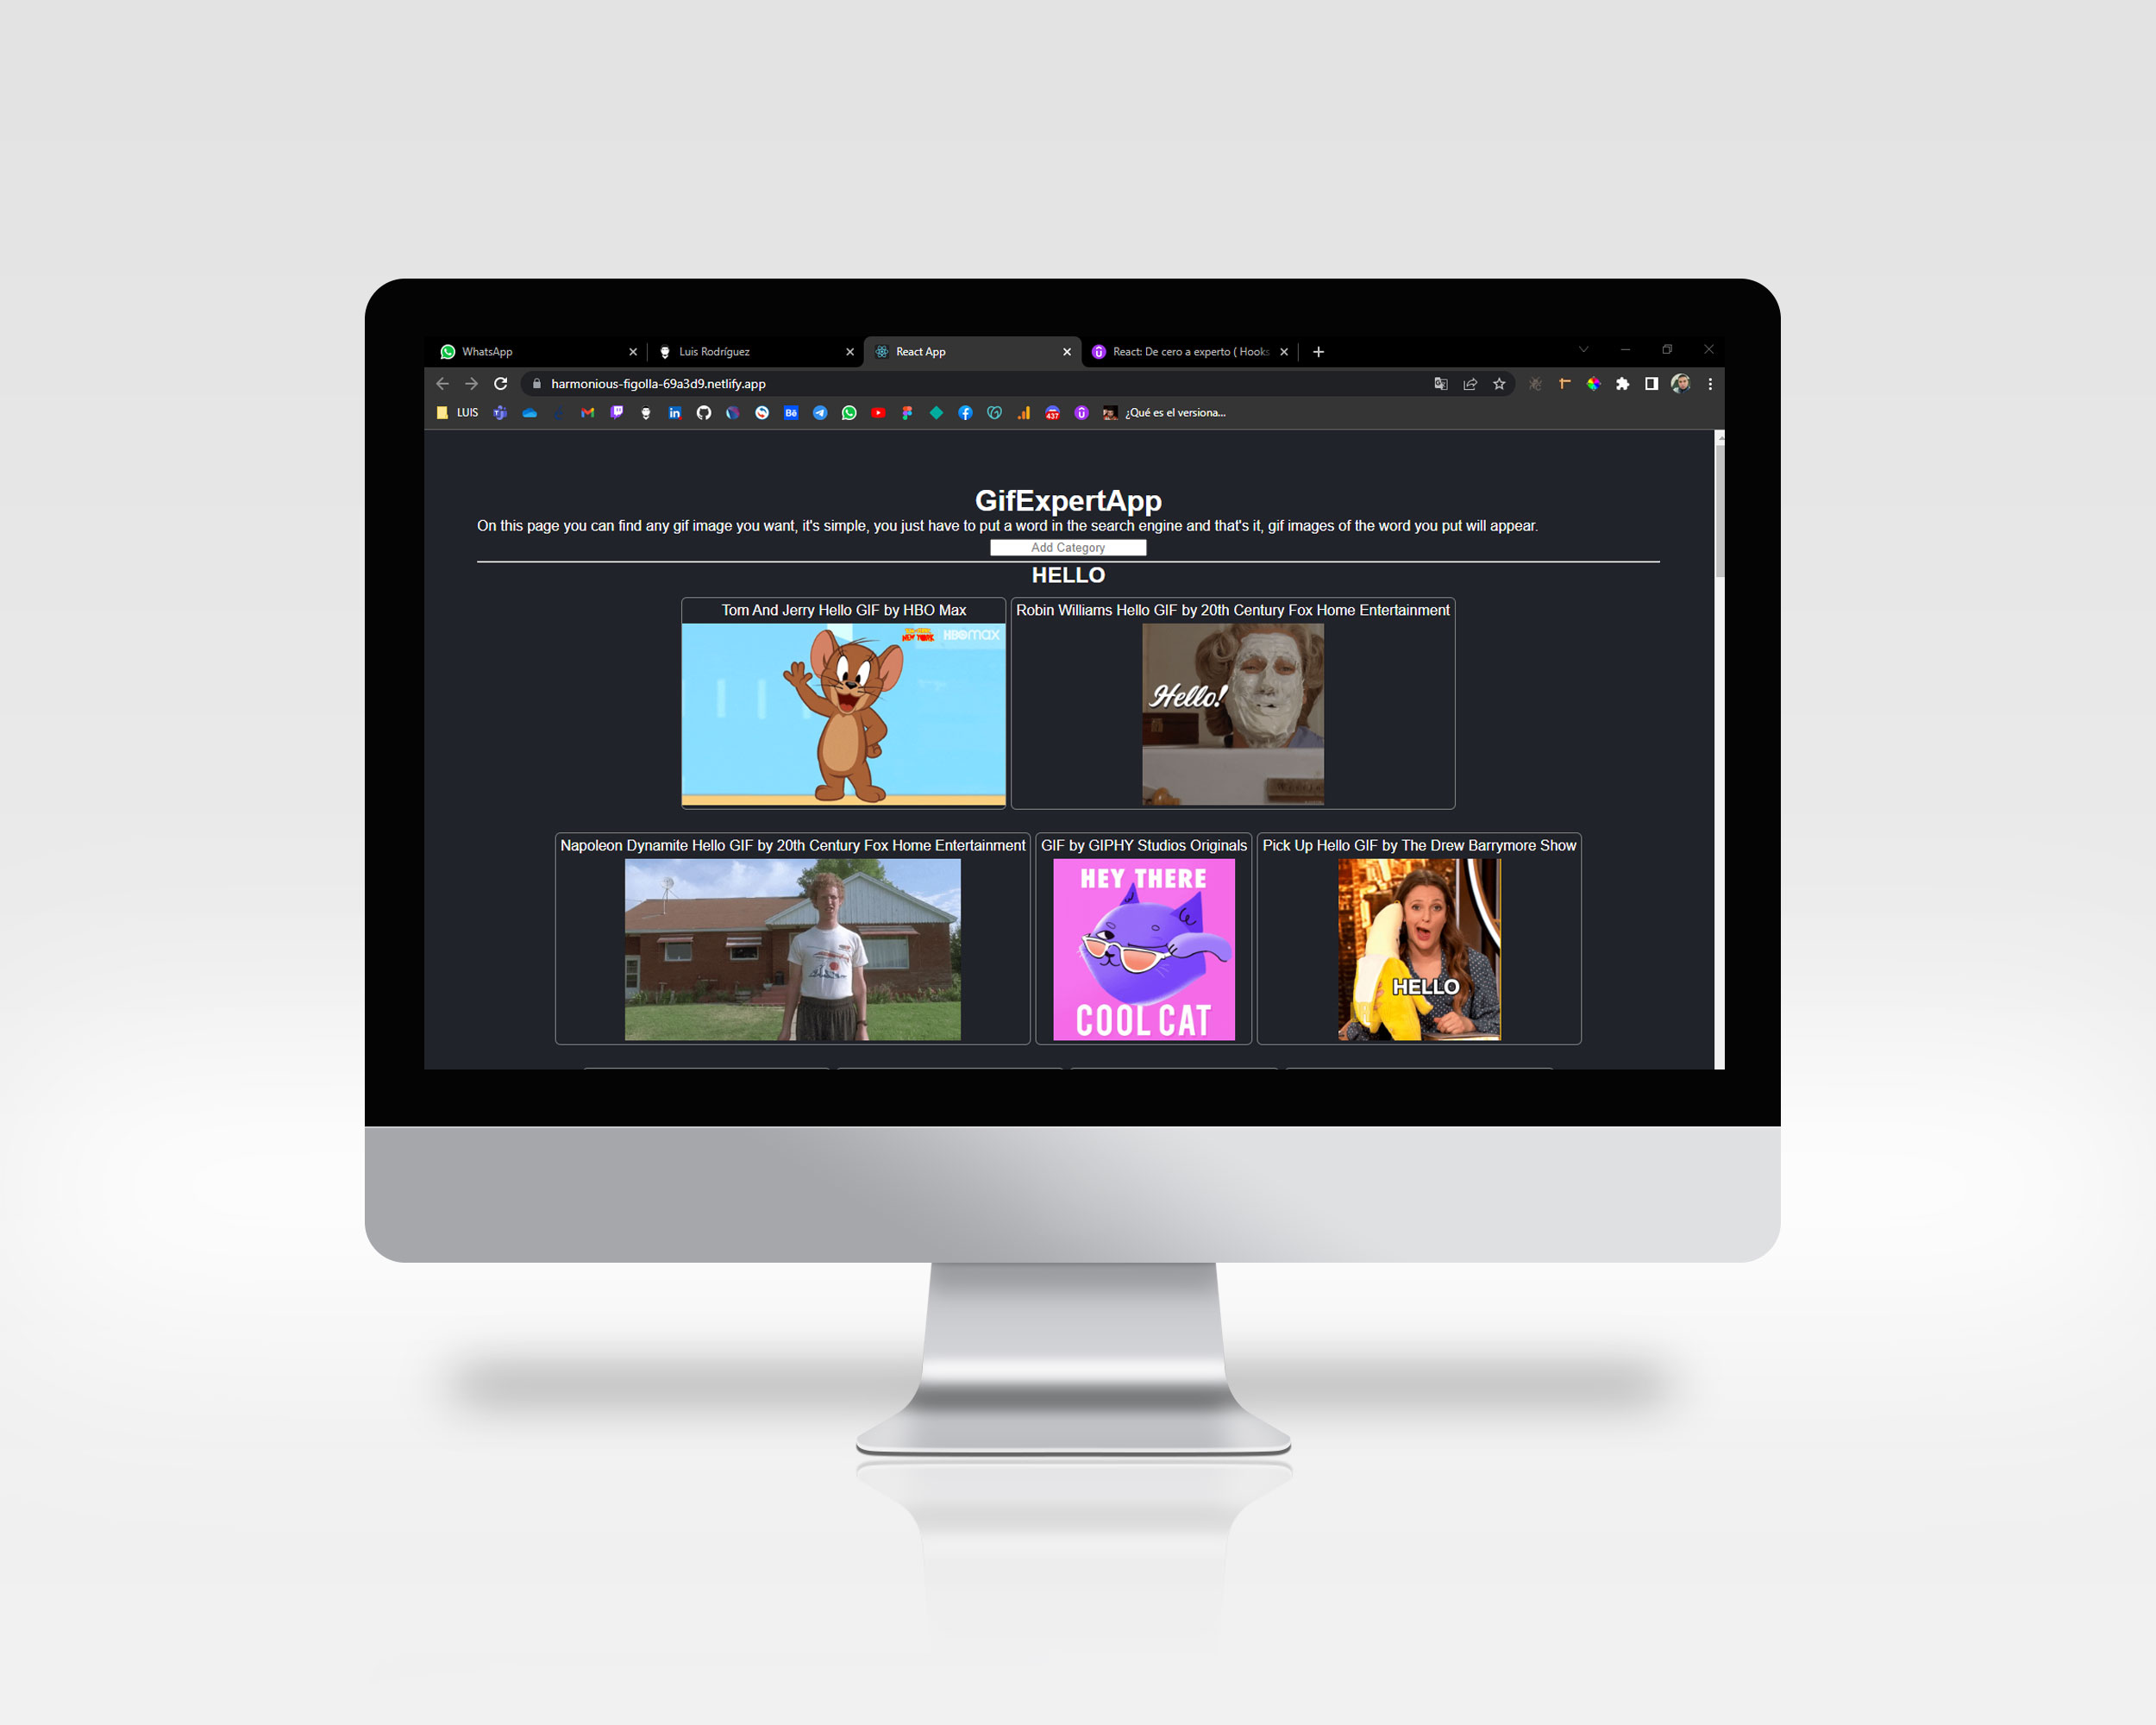 WhatsApp
Luis Rodríguez
React App
React: De cero a experto ( Hooks
harmonious-figolla-69a3d9.netlify.app
LUIS
in
Bē
437
¿Qué es el versiona...
GifExpertApp
On this page you can find any gif image you want, it's simple, you just have to put a word in the search engine and that's it, gif images of the word you put will appear.
Add Category
HELLO
Tom And Jerry Hello GIF by HBO Max
Robin Williams Hello GIF by 20th Century Fox Home Entertainment
NEW YORK
HBOmax
Hello!
Napoleon Dynamite Hello GIF by 20th Century Fox Home Entertainment
GIF by GIPHY Studios Originals
Pick Up Hello GIF by The Drew Barrymore Show
HEY THERE
COOL CAT
HELLO